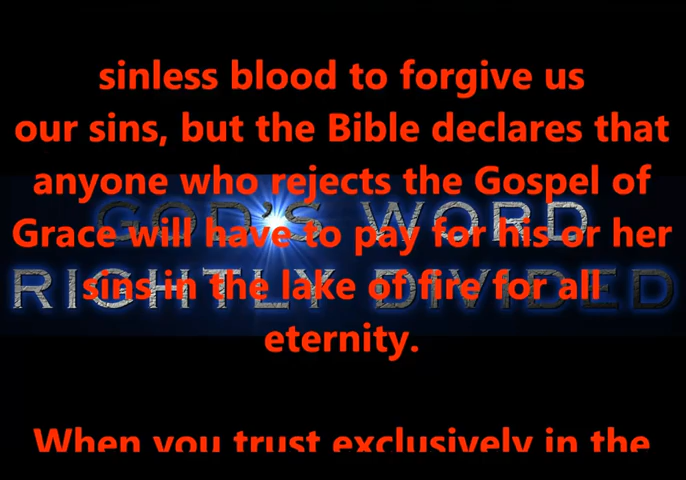 sinless blood to forgive us
our sins, but the Bible declares that
anyone who rejects the Gospel of
GOD'S WORD
Grace will have to pay for his or her
RIGHTLY DIVIDED
sins in the lake of fire for all
eternity.
When you trust exclusively in the